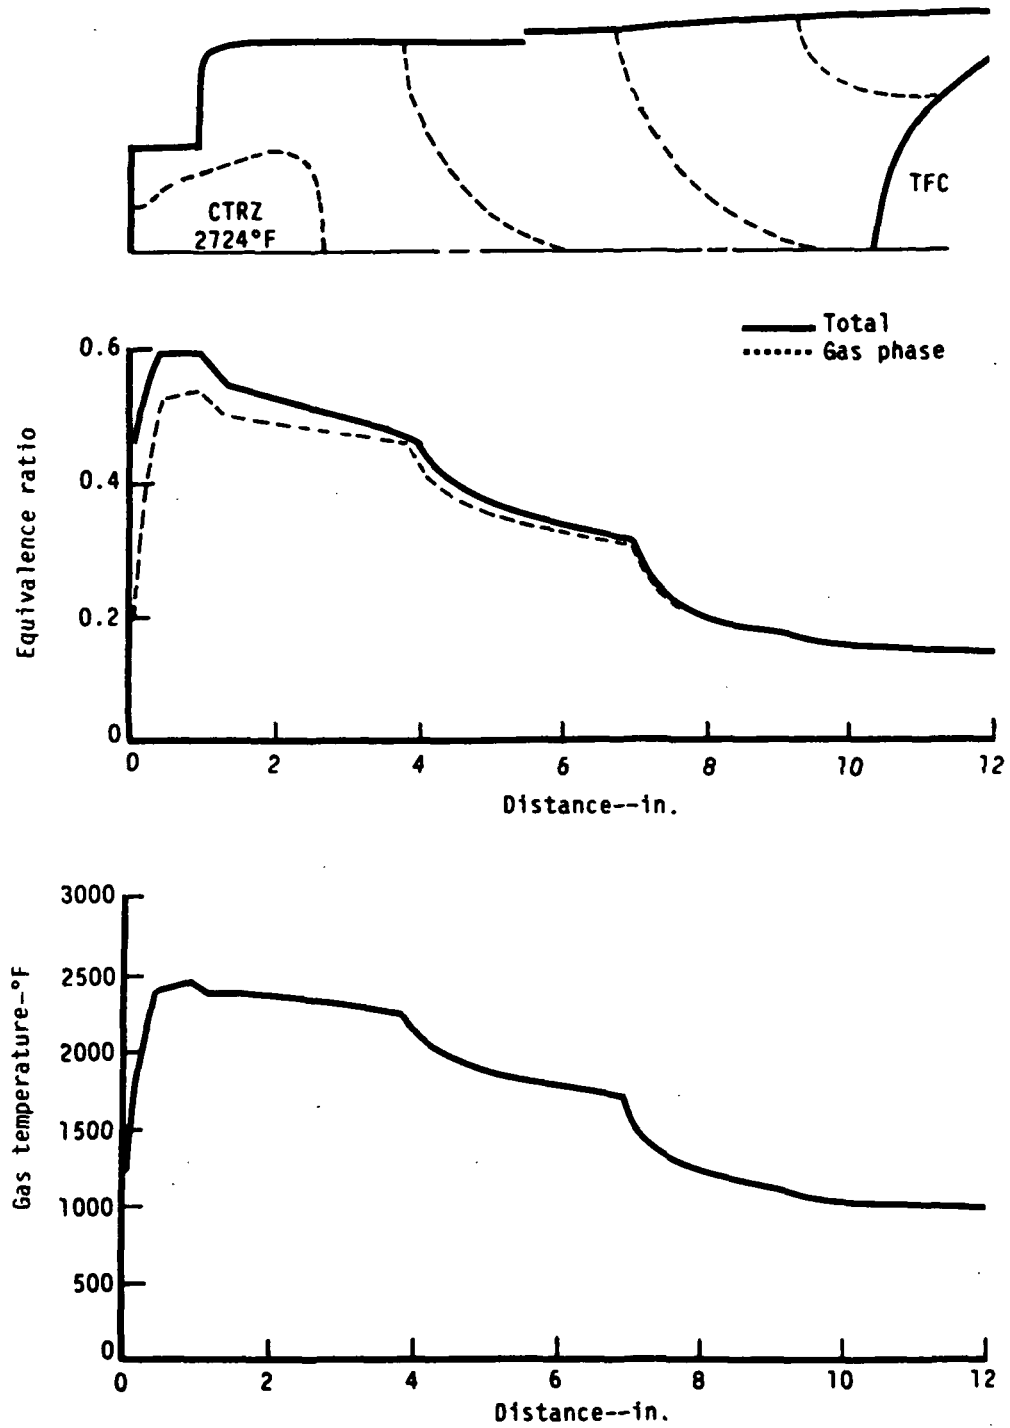 CTRZ
2724°F
TFC
Total
Gas phase
Equivalence ratio
0.6
0.4
0.2
0
0 2 4 6 8 10 12
Distance--in.
Gas temperature-°F
3000
2500
2000
1500
1000
500
0
0 2 4 6 8 10 12
Distance--in.